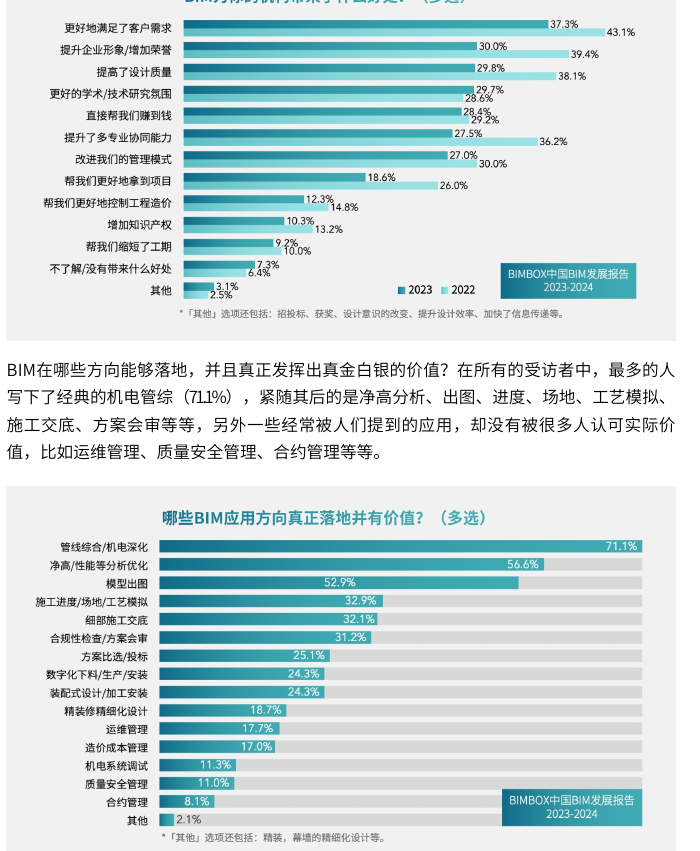 更好地满足了客户需求 37.3% 43.1%
提升企业形象/增加荣誉 30.0% 39.4%
提高了设计质量 29.8% 38.1%
更好的学术/技术研究氛围 29.7% 28.6%
直接帮我们赚到钱 28.4% 29.2%
提升了多专业协同能力 27.5% 36.2%
改进我们的管理模式 27.0% 30.0%
帮我们更好地拿到项目 18.6% 26.0%
帮我们更好地控制工程造价 12.3% 14.8%
增加知识产权 10.3% 13.2%
帮我们缩短了工期 9.2% 10.0%
不了解/没有带来什么好处 7.3% 6.4%
其他 3.1% 2.5%
2023 2022
BIMBOX中国BIM发展报告
2023-2024
*「其他」选项还包括：招投标、获奖、设计意识的改变、提升设计效率、加快了信息传递等。
BIM在哪些方向能够落地，并且真正发挥出真金白银的价值？在所有的受访者中，最多的人
写下了经典的机电管综（71.1%），紧随其后的是净高分析、出图、进度、场地、工艺模拟、
施工交底、方案会审等等，另外一些经常被人们提到的应用，却没有被很多人认可实际价
值，比如运维管理、质量安全管理、合约管理等等。
哪些BIM应用方向真正落地并有价值？（多选）
管线综合/机电深化 71.1%
净高/性能等分析优化 56.6%
模型出图 52.9%
施工进度/场地/工艺模拟 32.9%
细部施工交底 32.1%
合规性检查/方案会审 31.2%
方案比选/投标 25.1%
数字化下料/生产/安装 24.3%
装配式设计/加工安装 24.3%
精装修精细化设计 18.7%
运维管理 17.7%
造价成本管理 17.0%
机电系统调试 11.3%
质量安全管理 11.0%
合约管理 8.1%
其他 2.1%
BIMBOX中国BIM发展报告
2023-2024
*「其他」选项还包括：精装，幕墙的精细化设计等。